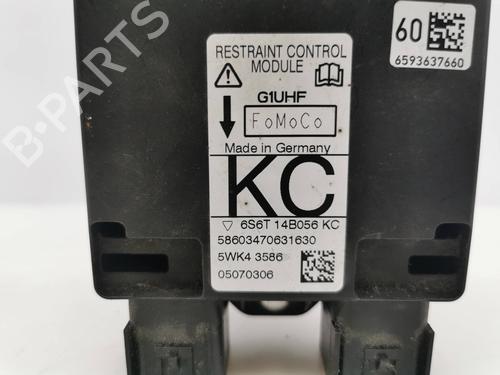 RESTRAINT CONTROL
MODULE
G1UHF
FoMoCo
Made in Germany
KC
6S6T 14B056 KC
58603470631630
5WK4 3586
05070306
60
6593637660
B-PARTS